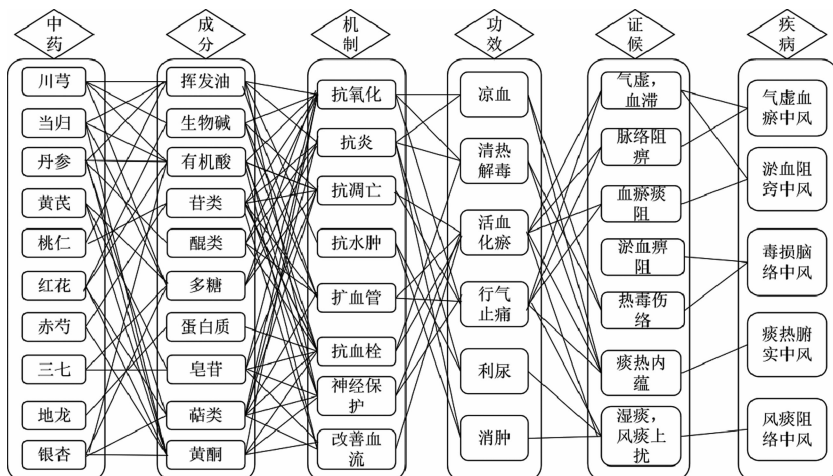 中
药
成
分
机
制
功
效
证
候
疾
病
川芎
当归
丹参
黄芪
桃仁
红花
赤芍
三七
地龙
银杏
挥发油
生物碱
有机酸
苷类
醌类
多糖
蛋白质
皂苷
萜类
黄酮
抗氧化
抗炎
抗凋亡
抗水肿
扩血管
抗血栓
神经保
护
改善血
流
凉血
清热
解毒
活血
化瘀
行气
止痛
利尿
消肿
气虚，
血滞
脉络阻
痹
血瘀痰
阻
淤血痹
阻
热毒伤
络
痰热内
蕴
湿痰，
风痰上
扰
气虚血
瘀中风
淤血阻
窍中风
毒损脑
络中风
痰热腑
实中风
风痰阻
络中风